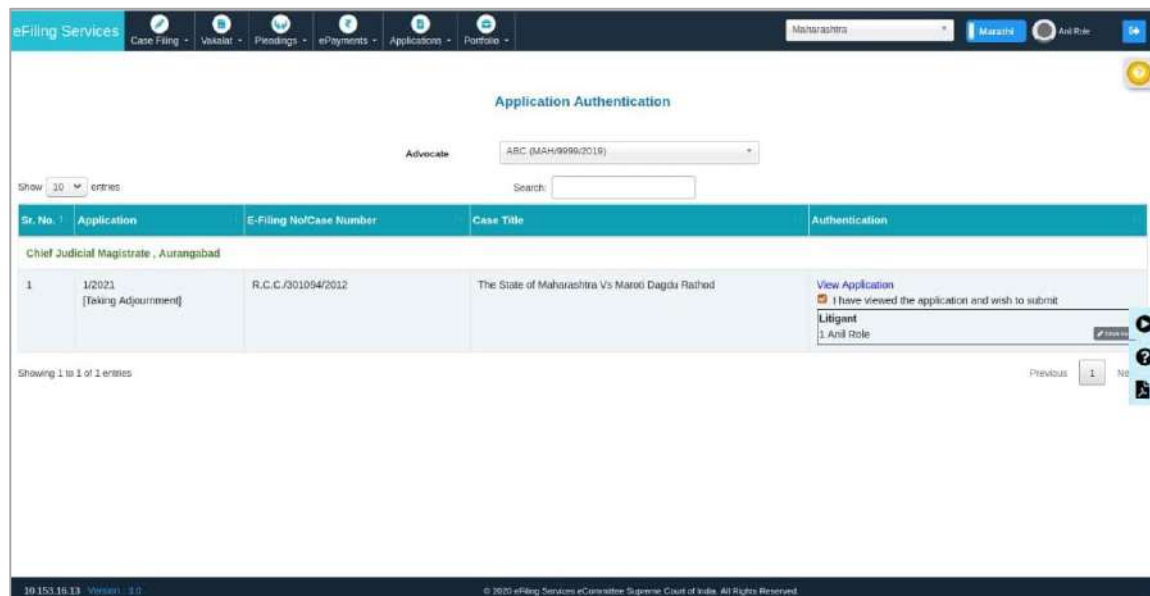 eFiling Services
Case Filing
Vakalat
Pleadings
ePayments
Applications
Portfolio
Maharashtra
Marathi
Anil Role
Application Authentication
Advocate ABC (MAH/9999/2019)
Show 10 entries Search:
Sr. No. Application E-Filing No/Case Number Case Title Authentication
Chief Judicial Magistrate , Aurangabad
1 1/2021 R.C.C./301094/2012 The State of Maharashtra Vs Maroti Dagdu Rathod View Application
[Taking Adjournment] I have viewed the application and wish to submit
Litigant
1 Anil Role
Showing 1 to 1 of 1 entries Previous 1
10.153.16.13 Version : 1.0 © 2020 eFiling Services eCommittee Supreme Court of India. All Rights Reserved